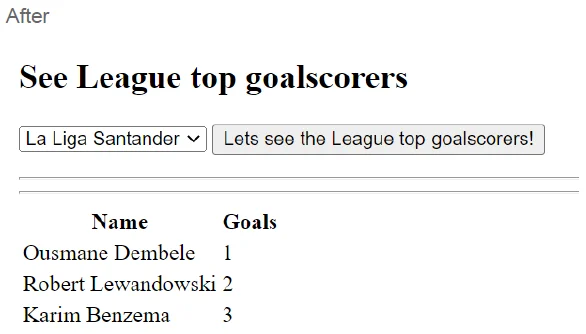 After
See League top goalscorers
La Liga Santander Lets see the League top goalscorers!
Name Goals
Ousmane Dembele 1
Robert Lewandowski 2
Karim Benzema 3